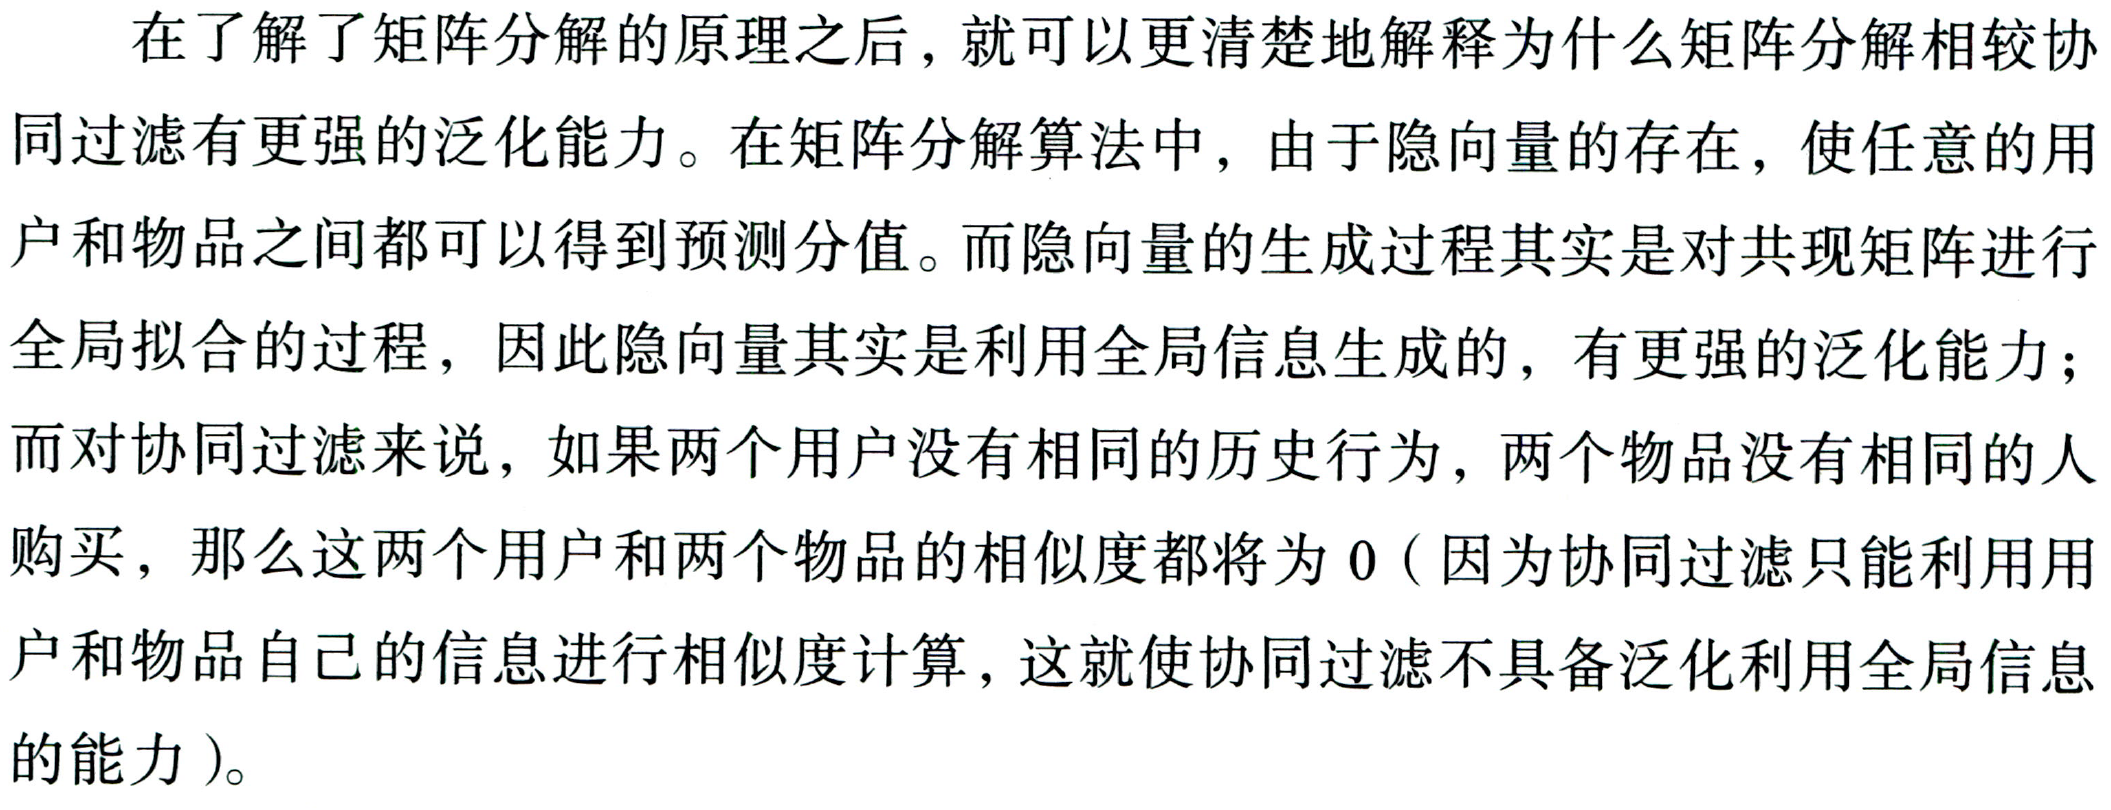 在了解了矩阵分解的原理之后，就可以更清楚地解释为什么矩阵分解相较协
同过滤有更强的泛化能力。在矩阵分解算法中，由于隐向量的存在，使任意的用
户和物品之间都可以得到预测分值。而隐向量的生成过程其实是对共现矩阵进行
全局拟合的过程，因此隐向量其实是利用全局信息生成的，有更强的泛化能力；
而对协同过滤来说，如果两个用户没有相同的历史行为，两个物品没有相同的人
购买，那么这两个用户和两个物品的相似度都将为 0（因为协同过滤只能利用用
户和物品自己的信息进行相似度计算，这就使协同过滤不具备泛化利用全局信息
的能力）。